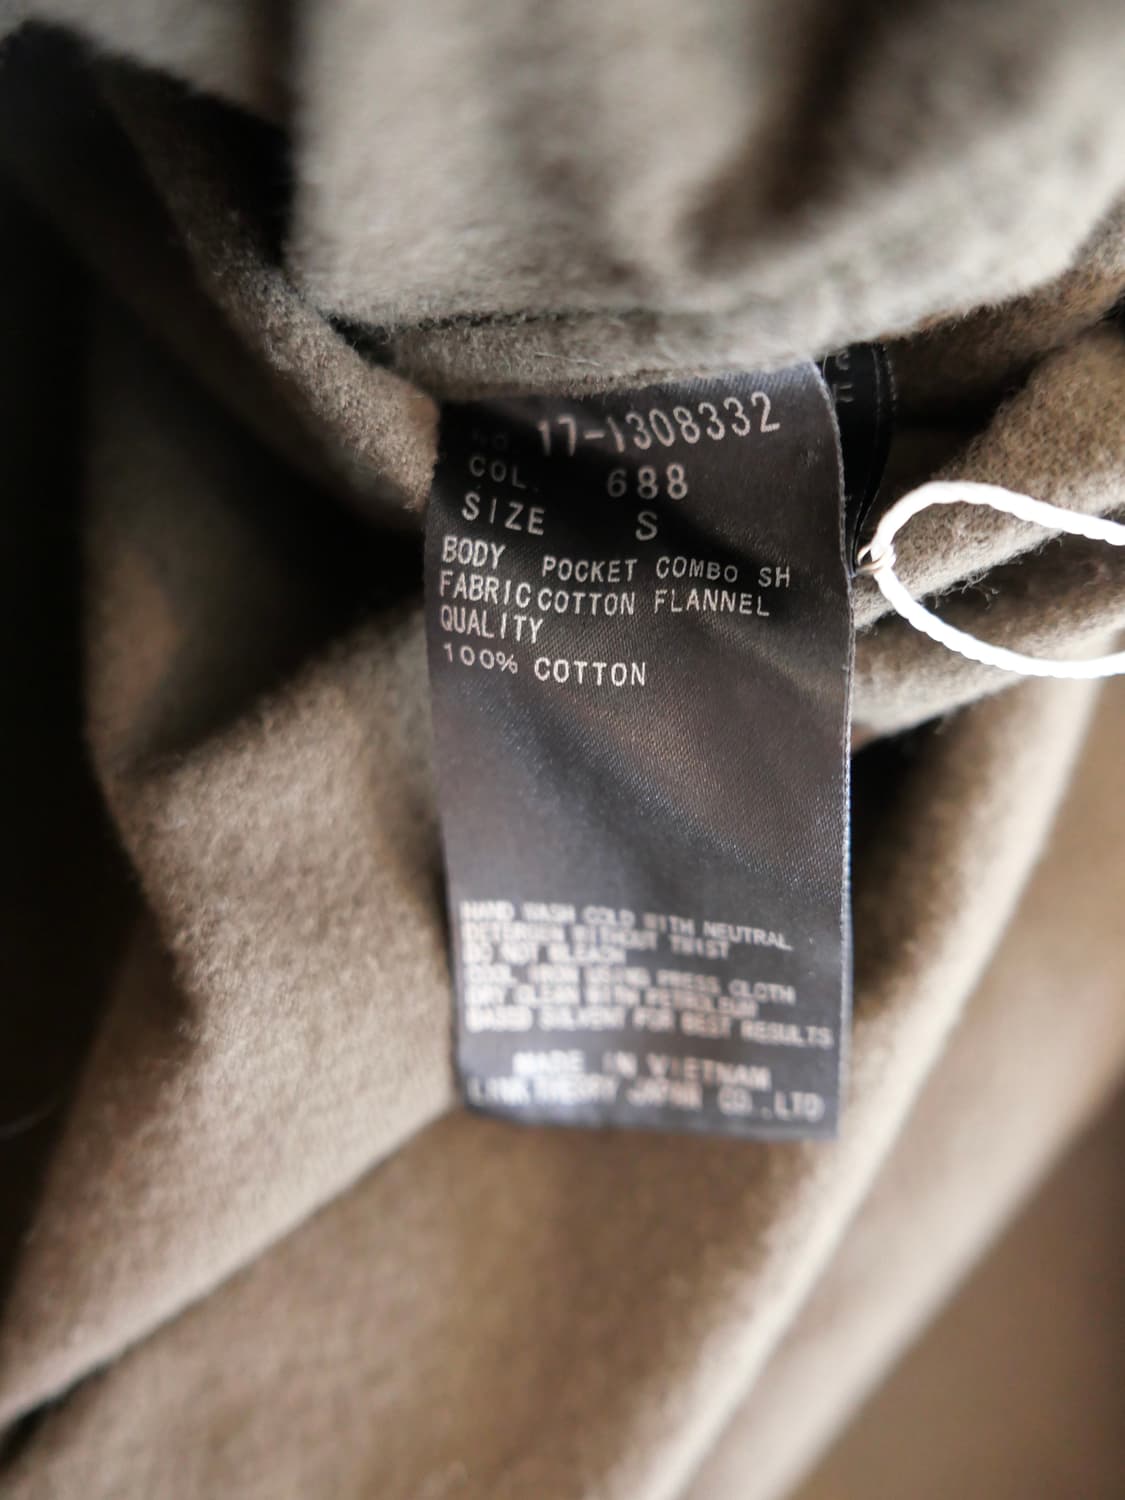 NO. 17-1308332
COL. 688
SIZE S
BODY POCKET COMBO SH
FABRIC COTTON FLANNEL
QUALITY
100% COTTON
HAND WASH COLD WITH NEUTRAL
DETERGEN WITHOUT TWIST
DO NOT BLEACH
COOL IRON USING PRESS CLOTH
DRY CLEAN WITH PETROLEUM
BASED SOLVENT FOR BEST RESULTS
MADE IN VIETNAM
LINK THEORY JAPAN CO.,LTD